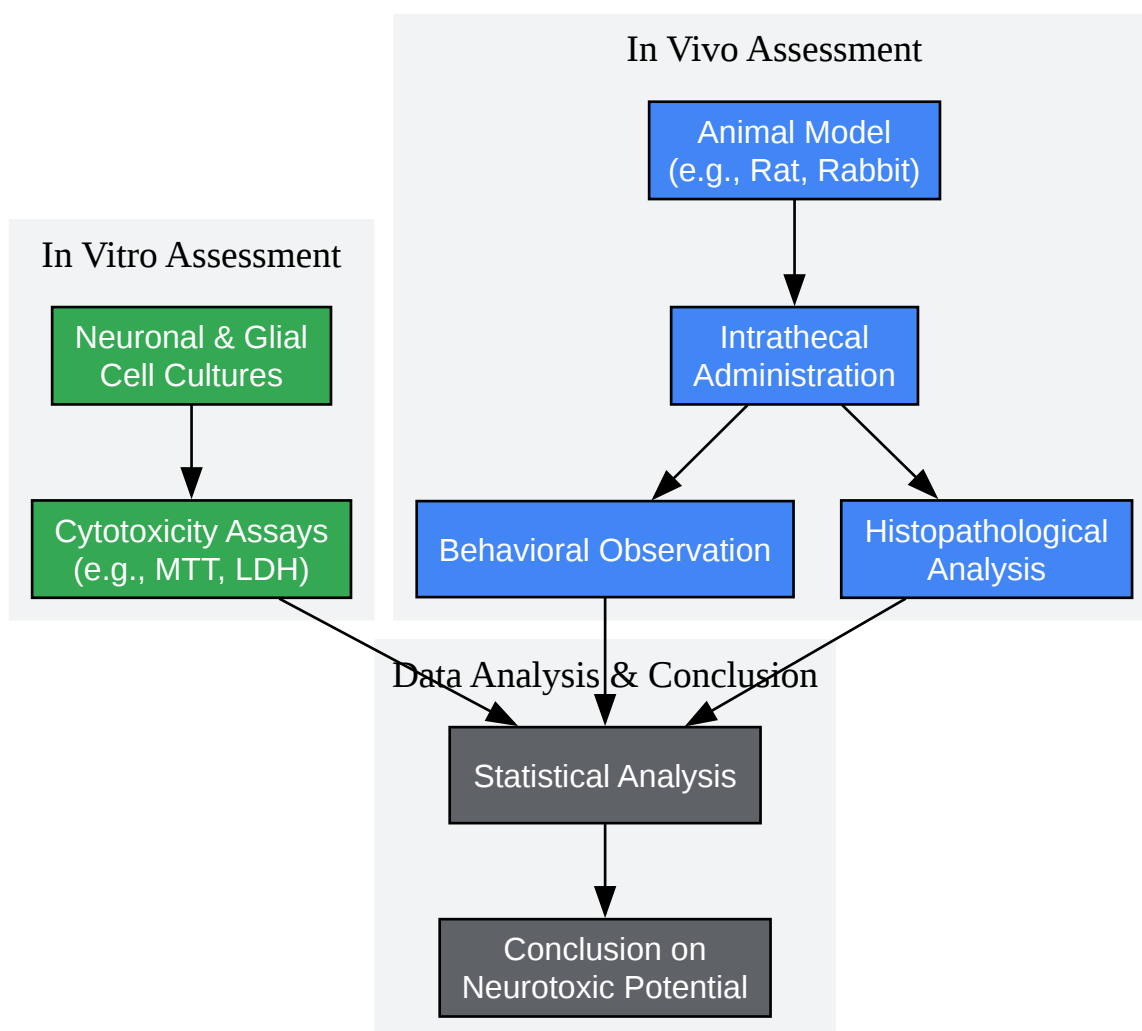 In Vivo Assessment
Animal Model
(e.g., Rat, Rabbit)
In Vitro Assessment
Neuronal & Glial
Cell Cultures
Intrathecal
Administration
Cytotoxicity Assays
(e.g., MTT, LDH)
Behavioral Observation
Histopathological
Analysis
Data Analysis & Conclusion
Statistical Analysis
Conclusion on
Neurotoxic Potential